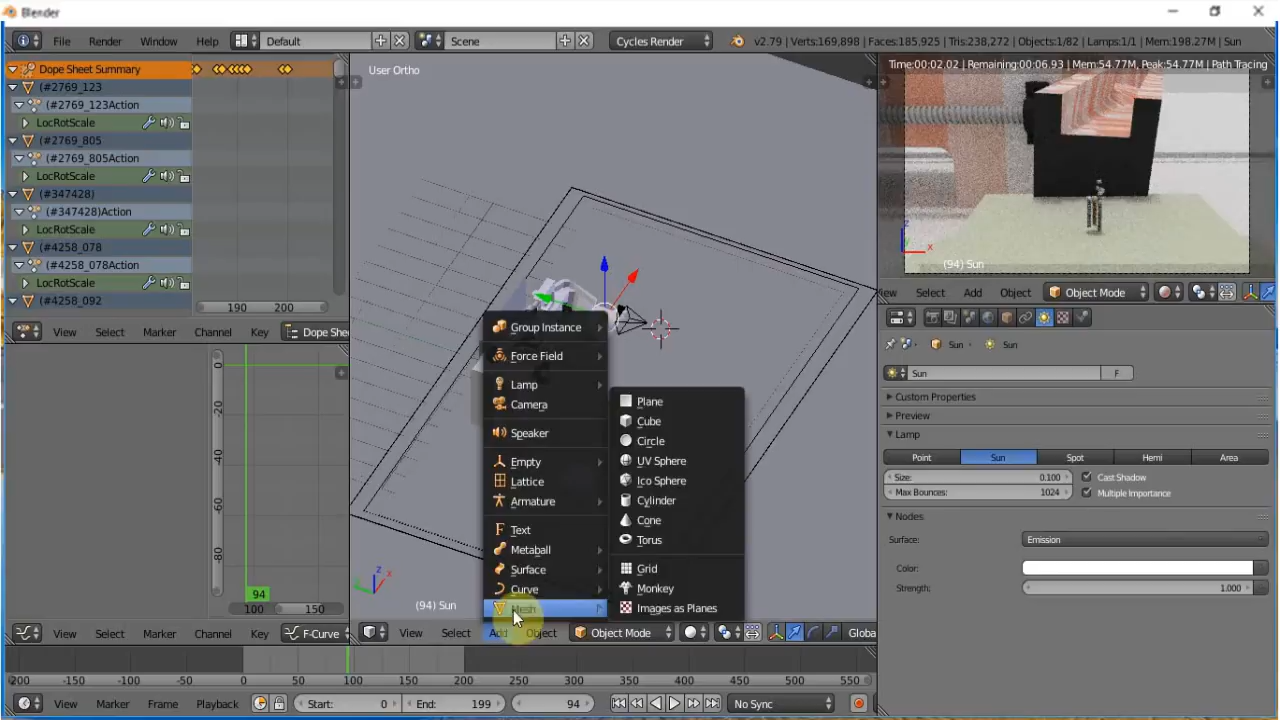 Blender
File Render Window Help Default Scene Cycles Render v2.79 | Verts:169,898 | Faces:185,925 | Tris:238,272 | Objects:1/82 | Lamps:1/1 | Mem:198.27M | Sun
Dope Sheet Summary
(#2769_123
(#2769_123Action
LocRotScale
(#2769_805
(#2769_805Action
LocRotScale
(#347428)
(#347428)Action
LocRotScale
(#4258_078
(#4258_078Action
LocRotScale
(#4258_092
190 200
View Select Marker Channel Key Dope She
0
-20
-40
-60
-80
94
100 150
View Select Marker Channel Key F-Curve
User Ortho
Group Instance
Force Field
Lamp
Camera
Speaker
Empty
Lattice
Armature
Text
Metaball
Surface
Curve
Mesh
Plane
Cube
Circle
UV Sphere
Ico Sphere
Cylinder
Cone
Torus
Grid
Monkey
Images as Planes
z
x
(94) Sun
View Select Add Object Object Mode Globa
Time:00:02.02 | Remaining:00:06.93 | Mem:54.77M, Peak:54.77M | Path Tracing
z
y
x
(94) Sun
iew Select Add Object Object Mode
Sun Sun
Sun F
Custom Properties
Preview
Lamp
Point Sun Spot Hemi Area
Size: 0.100 Cast Shadow
Max Bounces: 1024 Multiple Importance
Nodes
Surface: Emission
Color:
Strength: 1.000
-200 -150 -100 -50 0 50 100 150 200 250 300 350 400 450 500 550
View Marker Frame Playback Start: 0 End: 199 94 No Sync